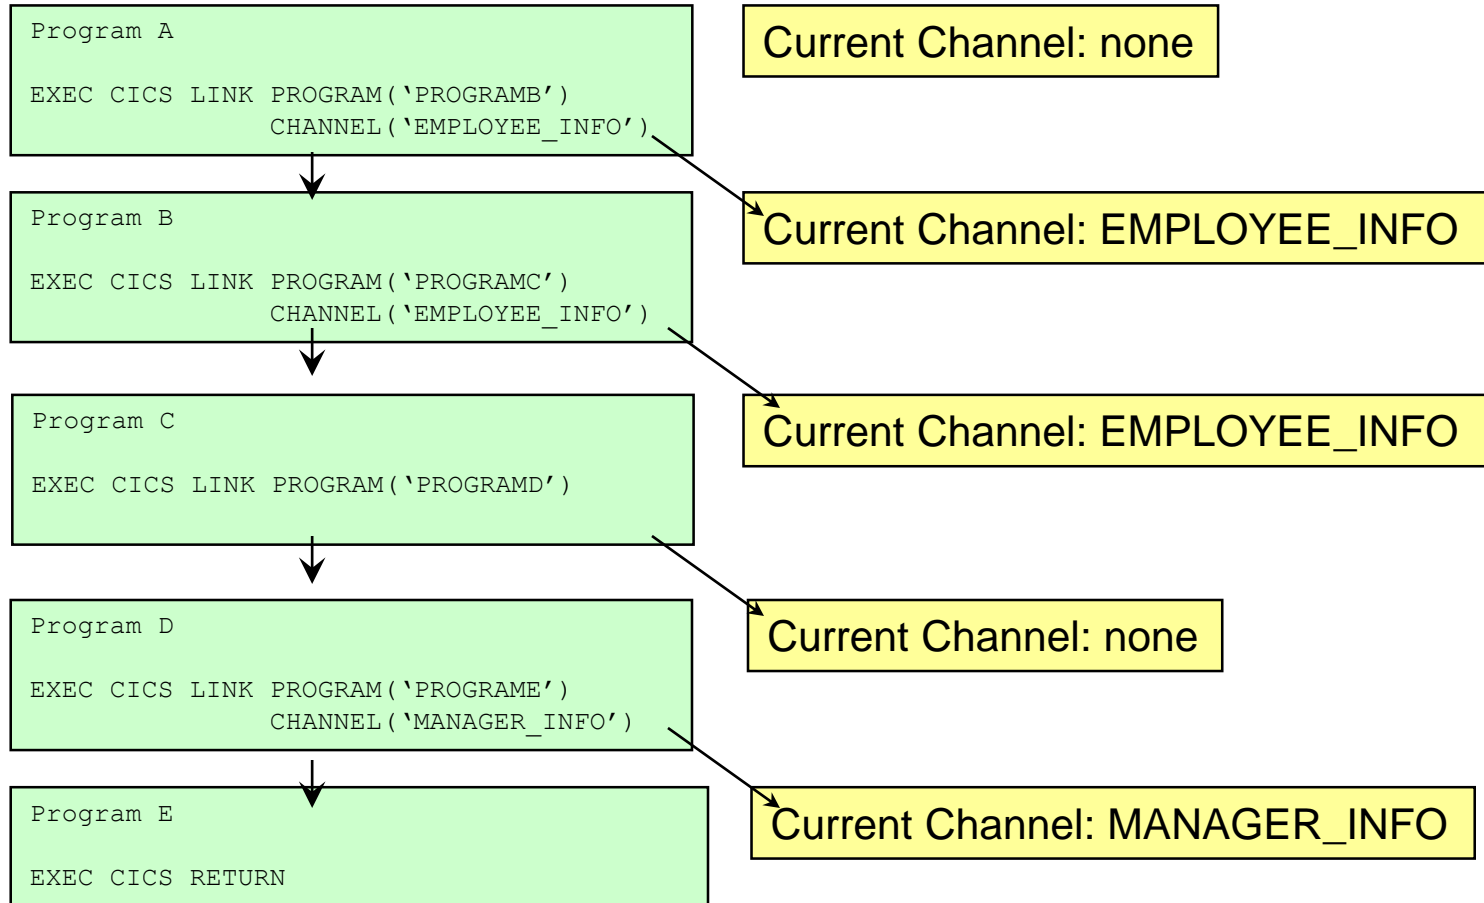 Program A
Current Channel: none
EXEC CICS LINK PROGRAM(‘PROGRAMB’)
CHANNEL(‘EMPLOYEE_INFO’)
Program B
Current Channel: EMPLOYEE_INFO
EXEC CICS LINK PROGRAM(‘PROGRAMC’)
CHANNEL(‘EMPLOYEE_INFO’)
Program C
Current Channel: EMPLOYEE_INFO
EXEC CICS LINK PROGRAM(‘PROGRAMD’)
Program D
Current Channel: none
EXEC CICS LINK PROGRAM(‘PROGRAME’)
CHANNEL(‘MANAGER_INFO’)
Program E
Current Channel: MANAGER_INFO
EXEC CICS RETURN